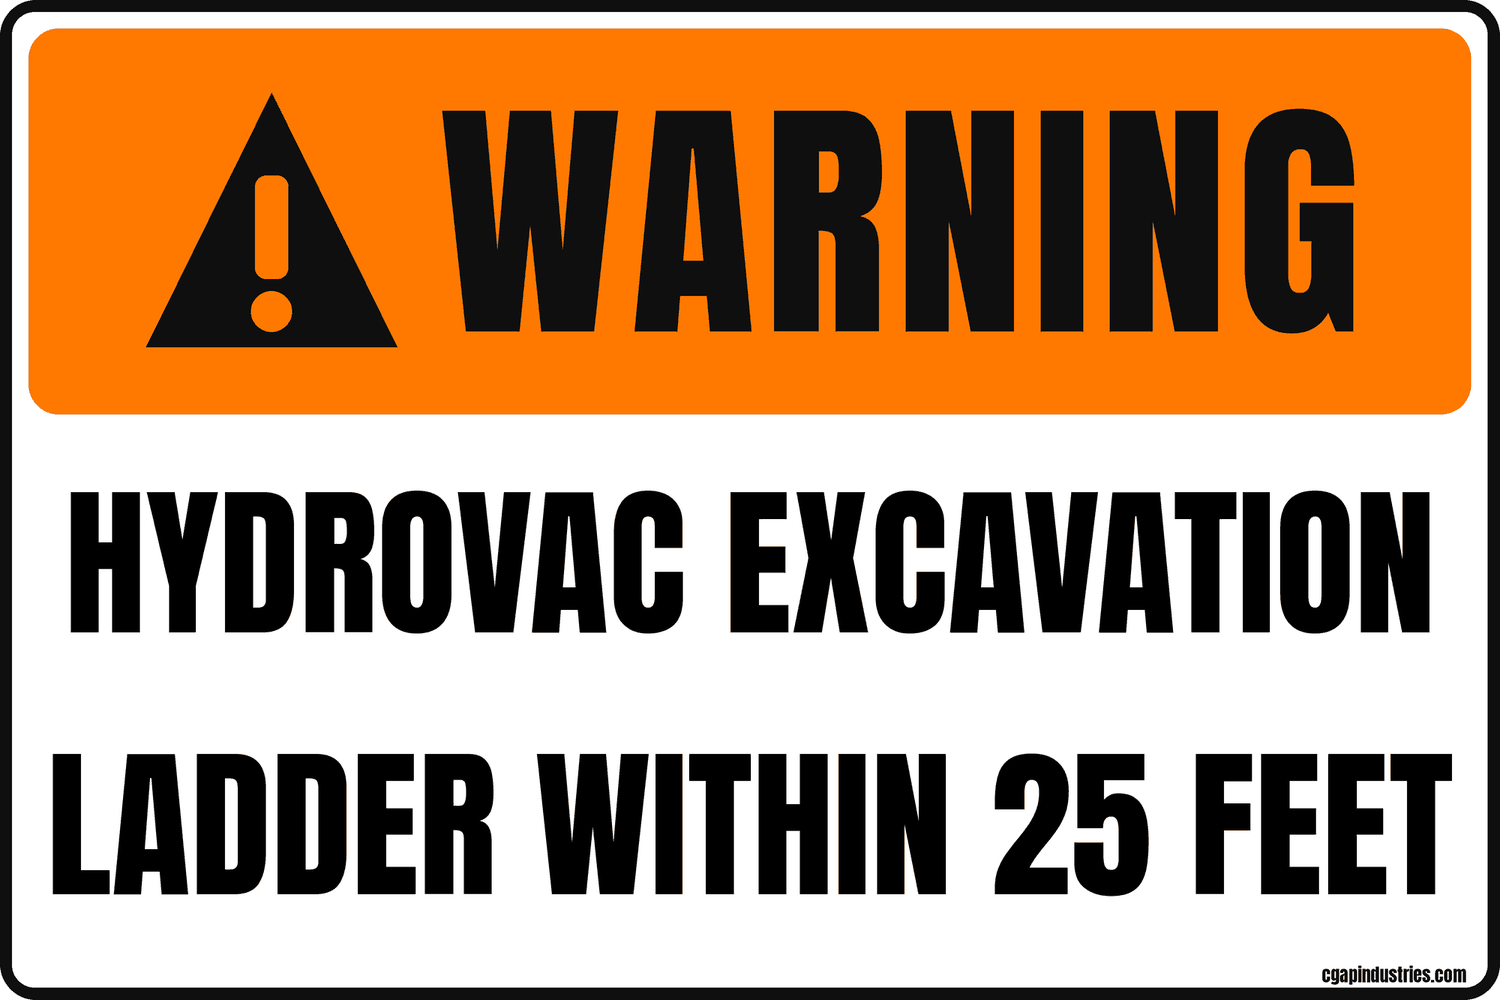 WARNING
HYDROVAC EXCAVATION
LADDER WITHIN 25 FEET
cgapindustries.com